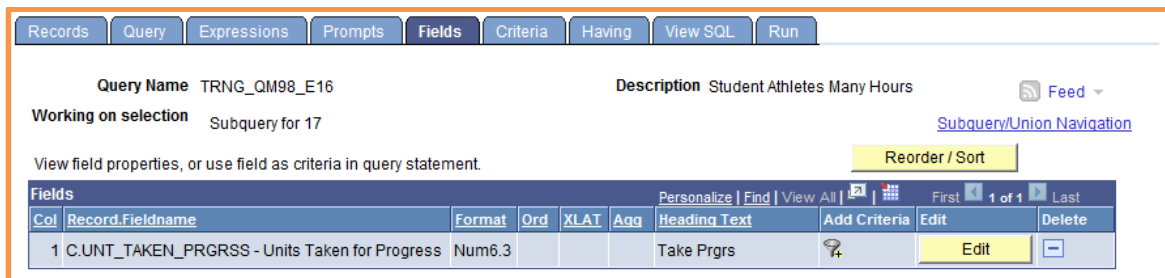 Records Query Expressions Prompts Fields Criteria Having View SQL Run
Query Name TRNG_QM98_E16 Description Student Athletes Many Hours Feed
Working on selection Subquery for 17 Subquery/Union Navigation
View field properties, or use field as criteria in query statement. Reorder / Sort
Fields Personalize | Find | View All | | First 1 of 1 Last
Col Record.Fieldname Format Ord XLAT Agg Heading Text Add Criteria Edit Delete
1 C.UNT_TAKEN_PRGRSS - Units Taken for Progress Num6.3 Take Prgrs Edit